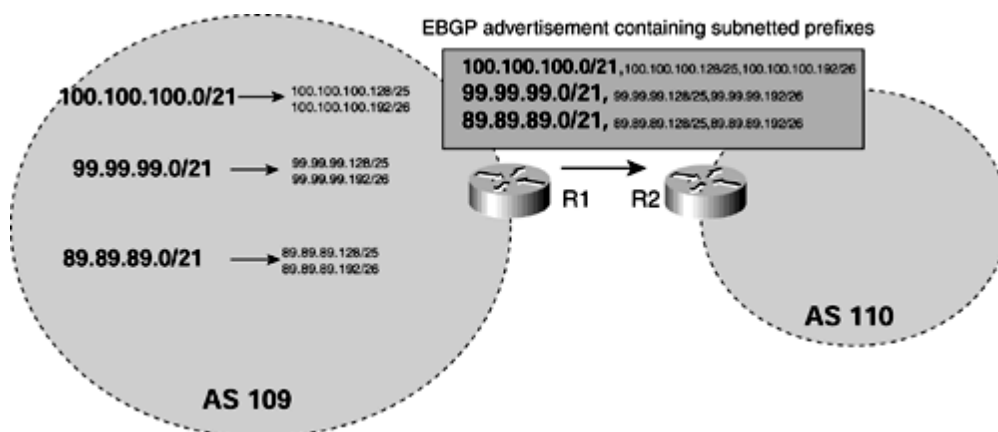 EBGP advertisement containing subnetted prefixes
100.100.100.0/21, 100.100.100.128/25,100.100.100.192/26
99.99.99.0/21, 99.99.99.128/25,99.99.99.192/26
89.89.89.0/21, 89.89.89.128/25,89.89.89.192/26
100.100.100.0/21
100.100.100.128/25
100.100.100.192/26
99.99.99.0/21
99.99.99.128/25
99.99.99.192/26
89.89.89.0/21
89.89.89.128/25
89.89.89.192/26
R1
R2
AS 109
AS 110